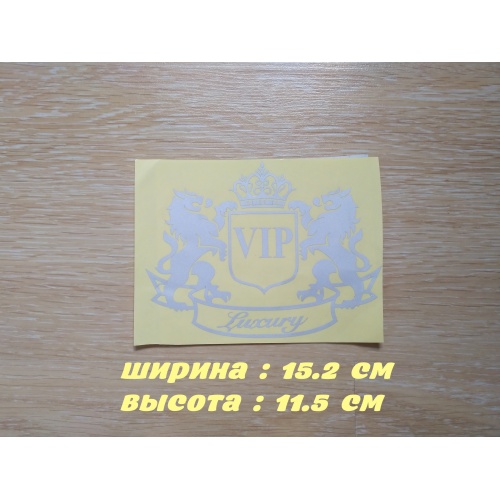 VIP
Luxury
ширина : 15.2 см
высота : 11.5 см